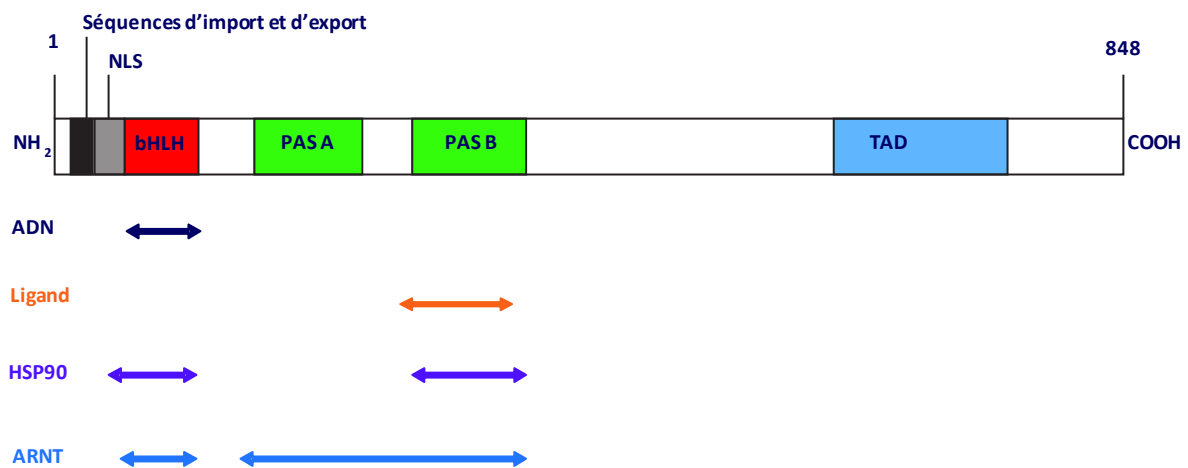 Séquences d'import et d'export
1
848
NLS
NH2
bHLH
PAS A
PAS B
TAD
COOH
ADN
Ligand
HSP90
ARNT